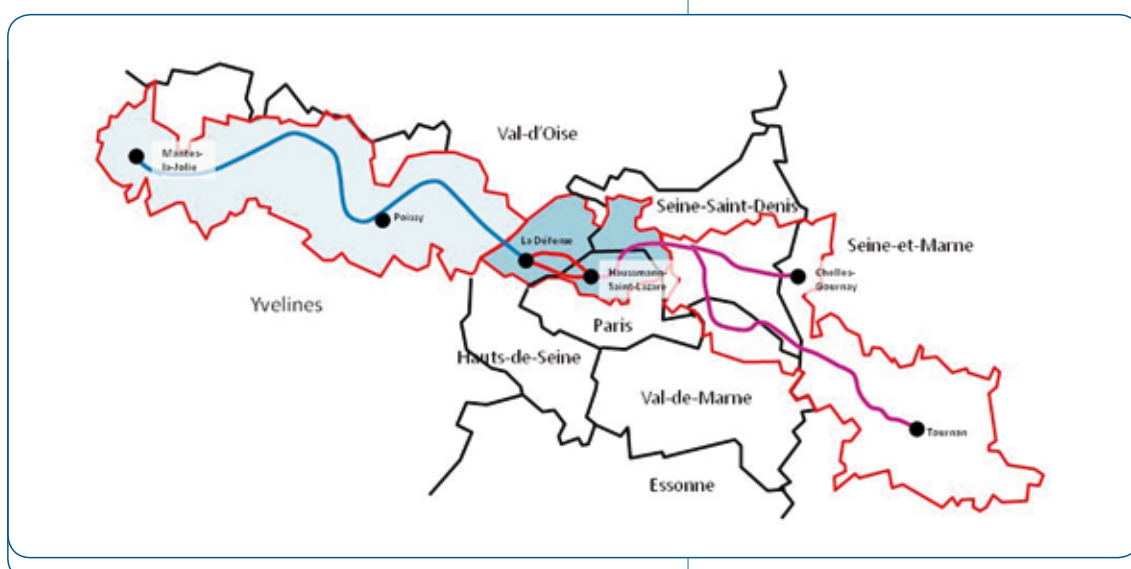 Val-d'Oise
Mantes-
la-Jolie
Seine-Saint-Denis
Poissy
La Défense
Seine-et-Marne
Haussmann-
Saint-Lazare
Chelles-
Gournay
Yvelines
Paris
Hauts-de-Seine
Val-de-Marne
Tournan
Essonne